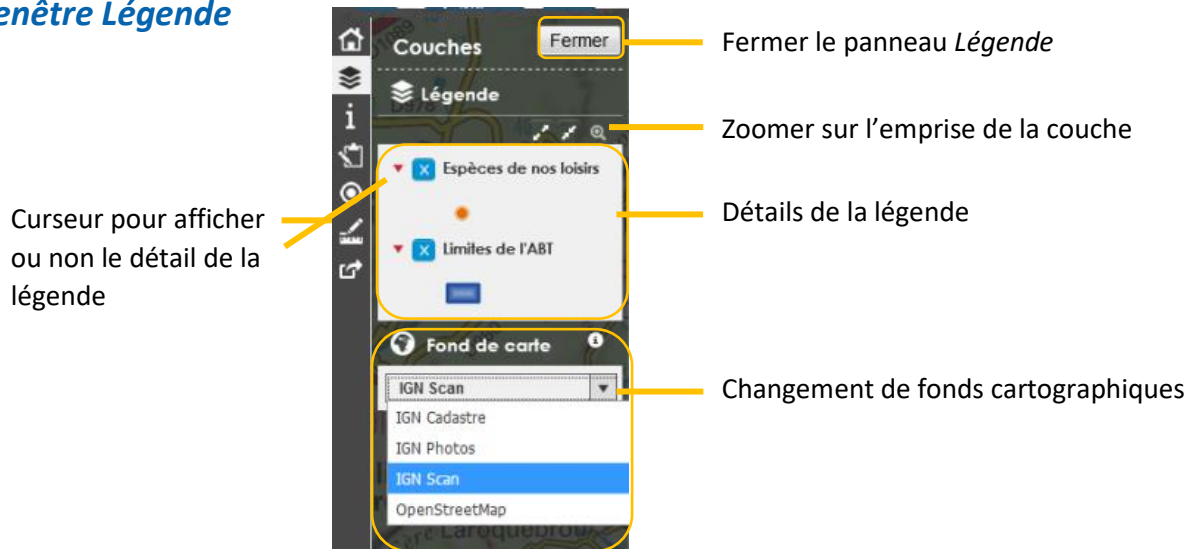 enêtre Légende
Couches
Fermer
Fermer le panneau Légende
Légende
Zoomer sur l'emprise de la couche
Espèces de nos loisirs
Détails de la légende
Curseur pour afficher
ou non le détail de la
légende
Limites de l'ABT
Fond de carte
IGN Scan
Changement de fonds cartographiques
IGN Cadastre
IGN Photos
IGN Scan
OpenStreetMap